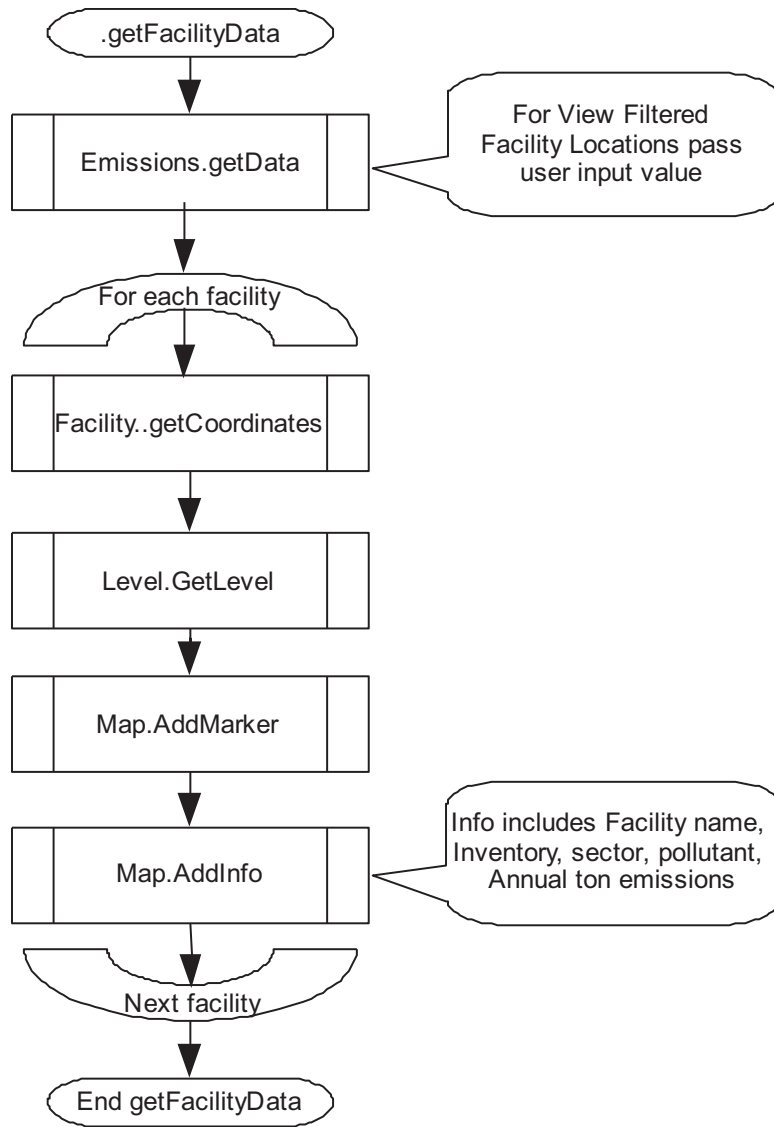 .getFacilityData
Emissions.getData
For View Filtered
Facility Locations pass
user input value
For each facility
Facility..getCoordinates
Level.GetLevel
Map.AddMarker
Map.AddInfo
Info includes Facility name,
Inventory, sector, pollutant,
Annual ton emissions
Next facility
End getFacilityData